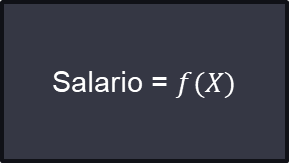 Salario = f(X)